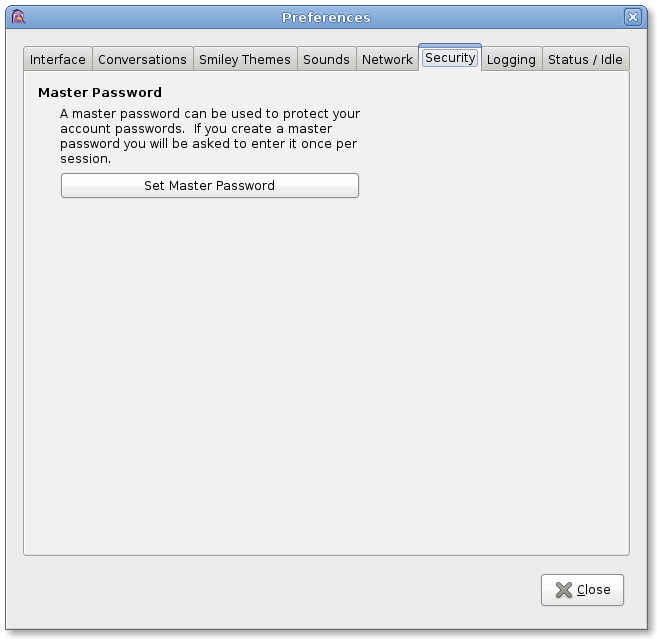 Preferences
Interface Conversations Smiley Themes Sounds Network Security Logging Status / Idle
Master Password
A master password can be used to protect your
account passwords.  If you create a master
password you will be asked to enter it once per
session.
Set Master Password
Close